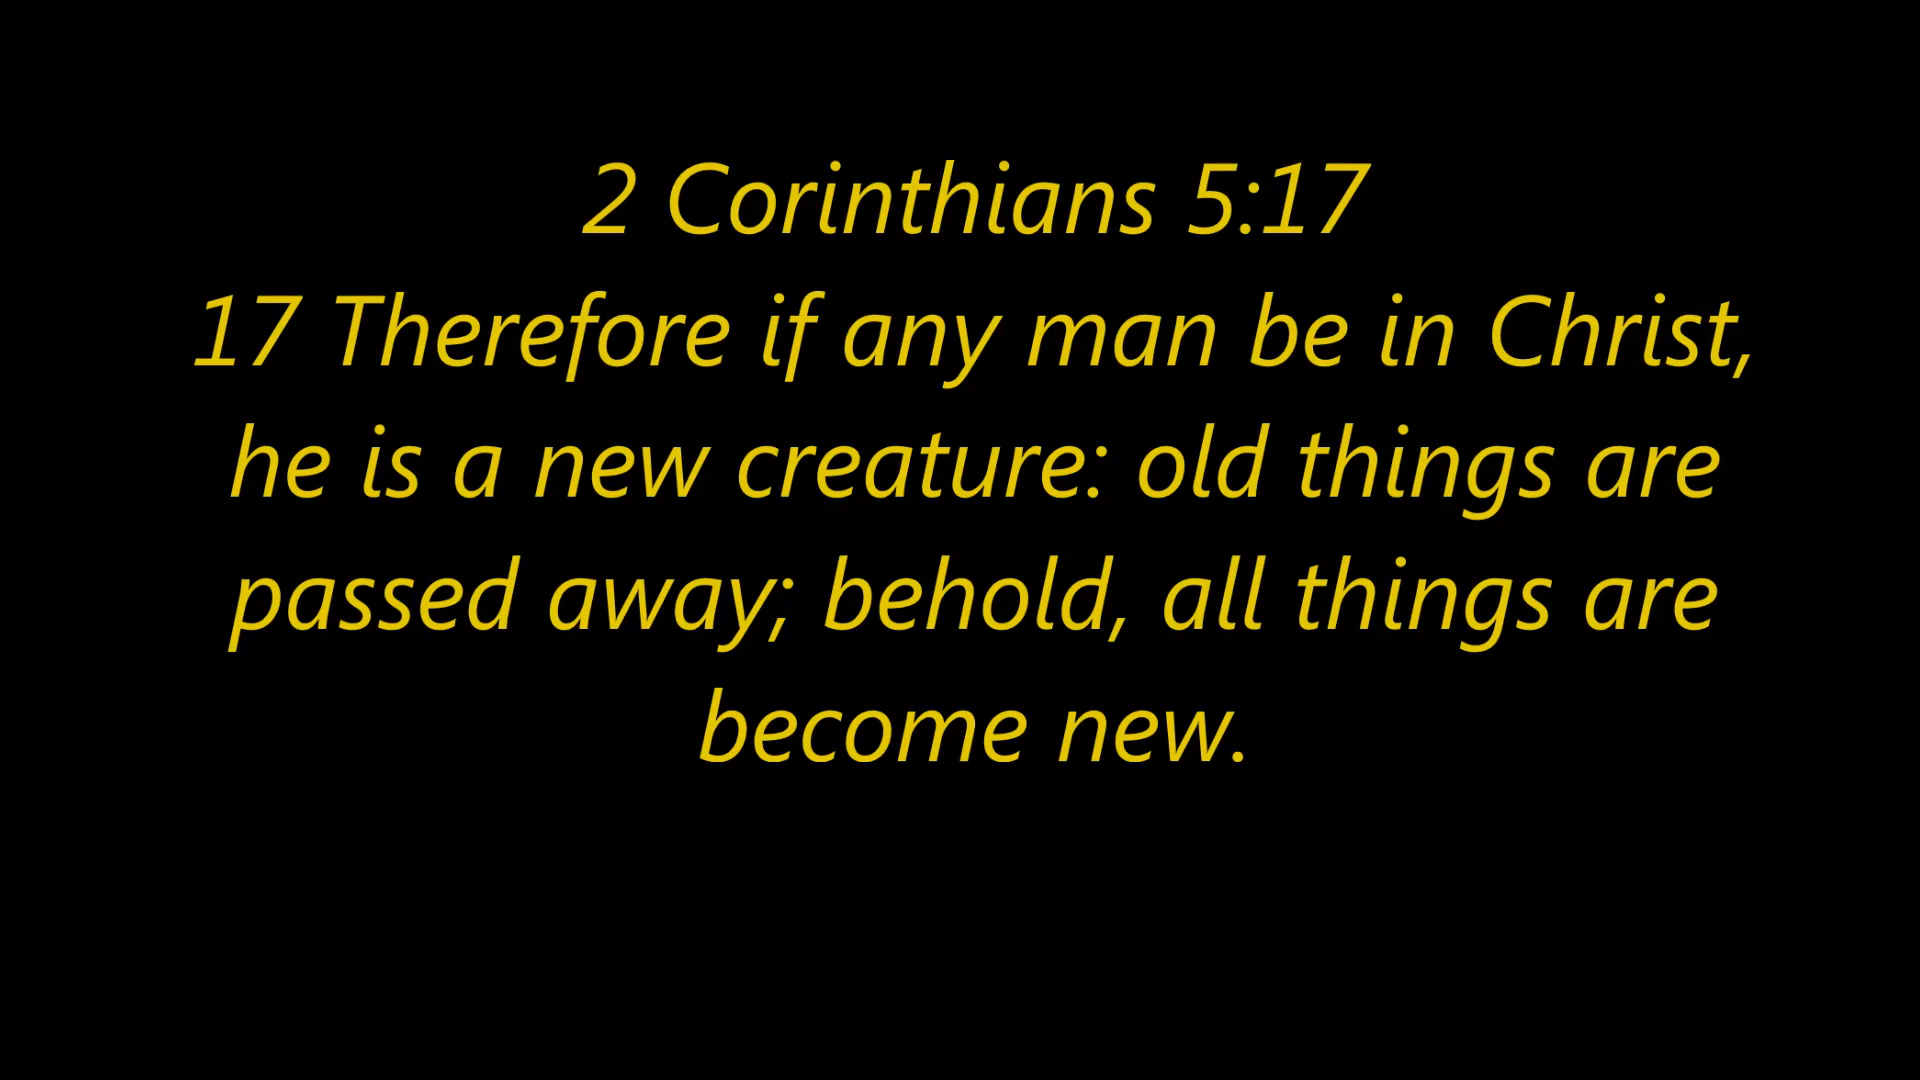 2 Corinthians 5:17
17 Therefore if any man be in Christ,
he is a new creature: old things are
passed away; behold, all things are
become new.